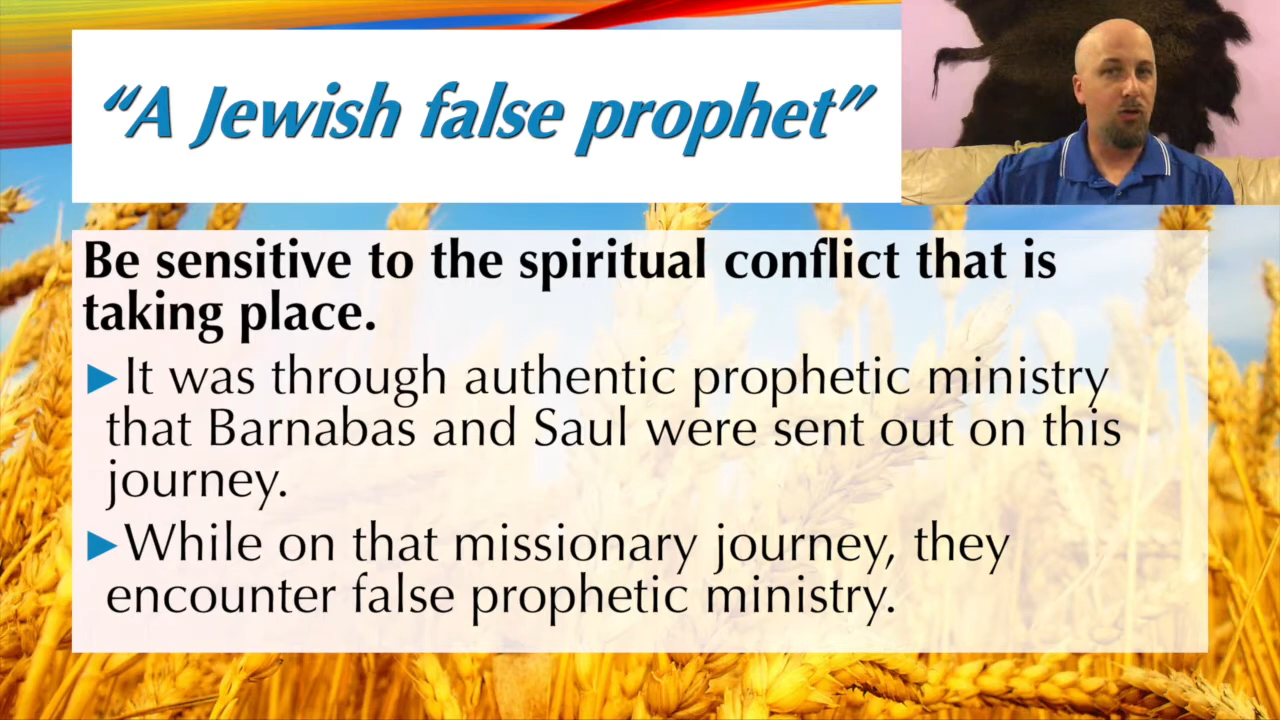 “A Jewish false prophet”
Be sensitive to the spiritual conflict that is
taking place.
►It was through authentic prophetic ministry
that Barnabas and Saul were sent out on this
journey.
►While on that missionary journey, they
encounter false prophetic ministry.